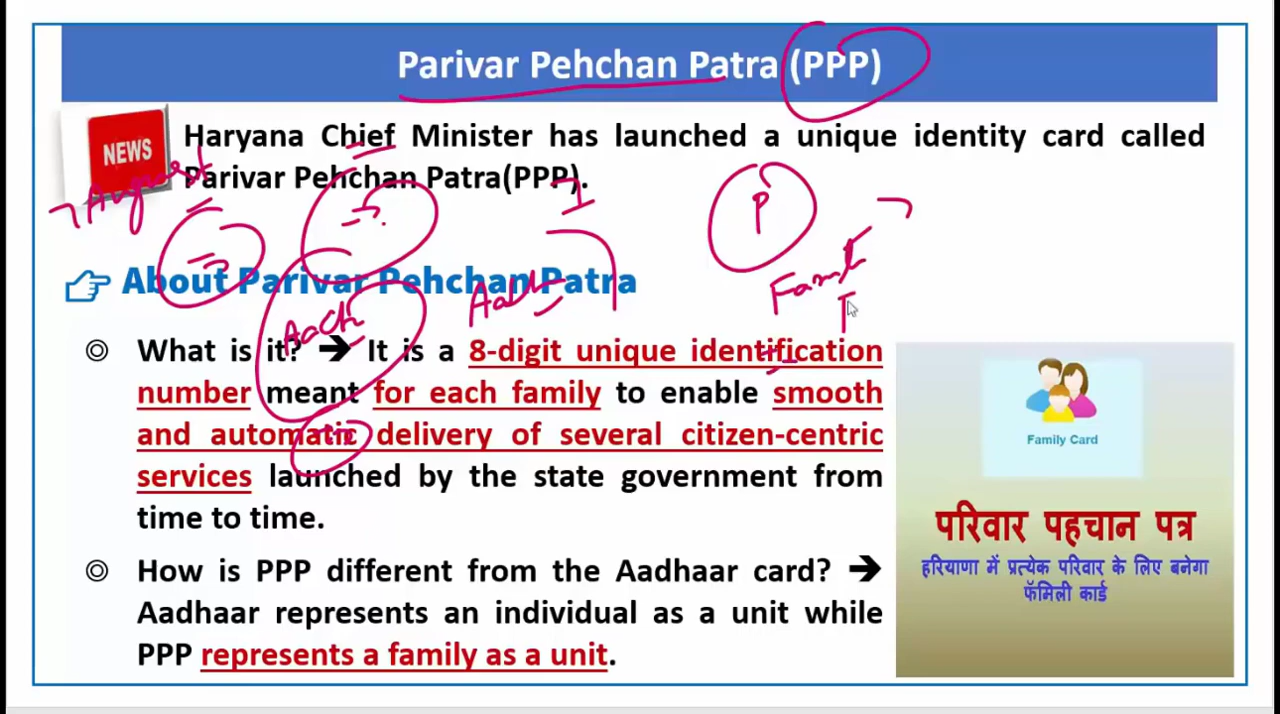 Parivar Pehchan Patra (PPP)
NEWS
Haryana Chief Minister has launched a unique identity card called
Parivar Pehchan Patra(PPP).
August
P
About Parivar Pehchan Patra
Aadh
Family
What is it? ➔ It is a 8-digit unique identification
number meant for each family to enable smooth
and automatic delivery of several citizen-centric
services launched by the state government from
time to time.
How is PPP different from the Aadhaar card? ➔
Aadhaar represents an individual as a unit while
PPP represents a family as a unit.
Family Card
परिवार पहचान पत्र
हरियाणा में प्रत्येक परिवार के लिए बनेगा
फॅमिली कार्ड